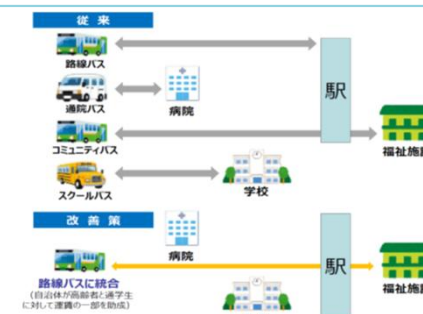 従来
路線バス
駅
通院バス
病院
コミュニティバス
福祉施
スクールバス
学校
改善策
病院
駅
路線バスに統合
(自治体が高齢者と通学生
に対して運賃の一部を助成)
福祉施